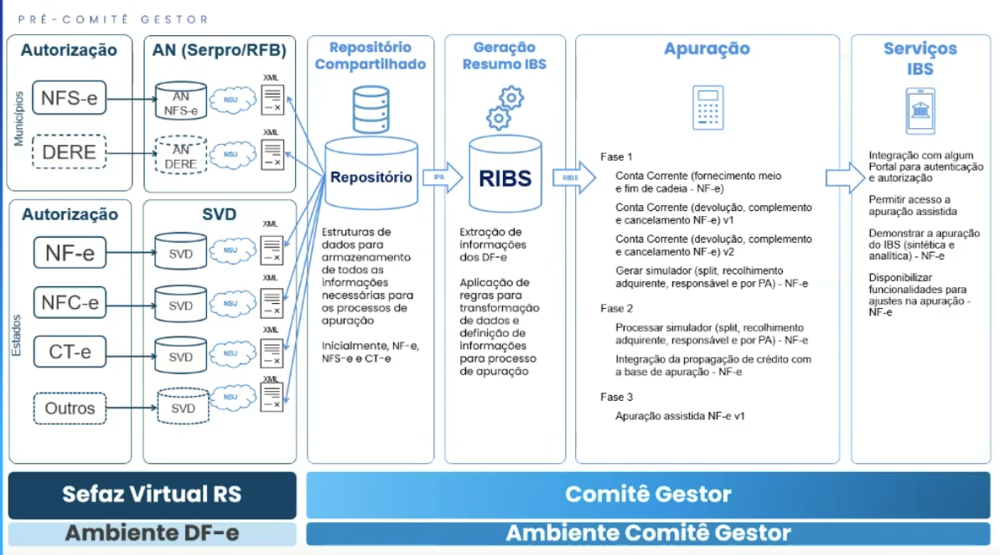 PRÉ-COMITÊ GESTOR
Autorização
Municípios
NFS-e
DERE
AN (Serpro/RFB)
AN
NFS-e
NSU
XML
AN
DERE
NSU
XML
Autorização
Estados
NF-e
NFC-e
CT-e
Outros
SVD
SVD
NSU
XML
SVD
NSU
XML
SVD
NSU
XML
SVD
NSU
XML
Repositório
Compartilhado
Repositório
Estruturas de
dados para
armazenamento
de todos as
informações
necessárias para
os processos de
apuração
Inicialmente, NF-e,
NFS-e e CT-e
IPA
Geração
Resumo IBS
RIBS
Extração de
informações
dos DF-e
Aplicação de
regras para
transformação
de dados e
definição de
informações
para processo
de apuração
RIBS
Apuração
Fase 1
Conta Corrente (fornecimento meio
e fim de cadeia - NF-e)
Conta Corrente (devolução, complemento
e cancelamento NF-e) v1
Conta Corrente (devolução, complemento
e cancelamento NF-e) v2
Gerar simulador (split, recolhimento
adquirente, responsável e por PA) - NF-e
Fase 2
Processar simulador (split, recolhimento
adquirente, responsável e por PA) - NF-e
Integração da propagação de crédito com
a base de apuração - NF-e
Fase 3
Apuração assistida NF-e v1
Serviços
IBS
Integração com algum
Portal para autenticação
e autorização
Permitir acesso a
apuração assistida
Demonstrar a apuração
do IBS (sintética e
analítica) - NF-e
Disponibilizar
funcionalidades para
ajustes na apuração -
NF-e
Sefaz Virtual RS
Comitê Gestor
Ambiente DF-e
Ambiente Comitê Gestor